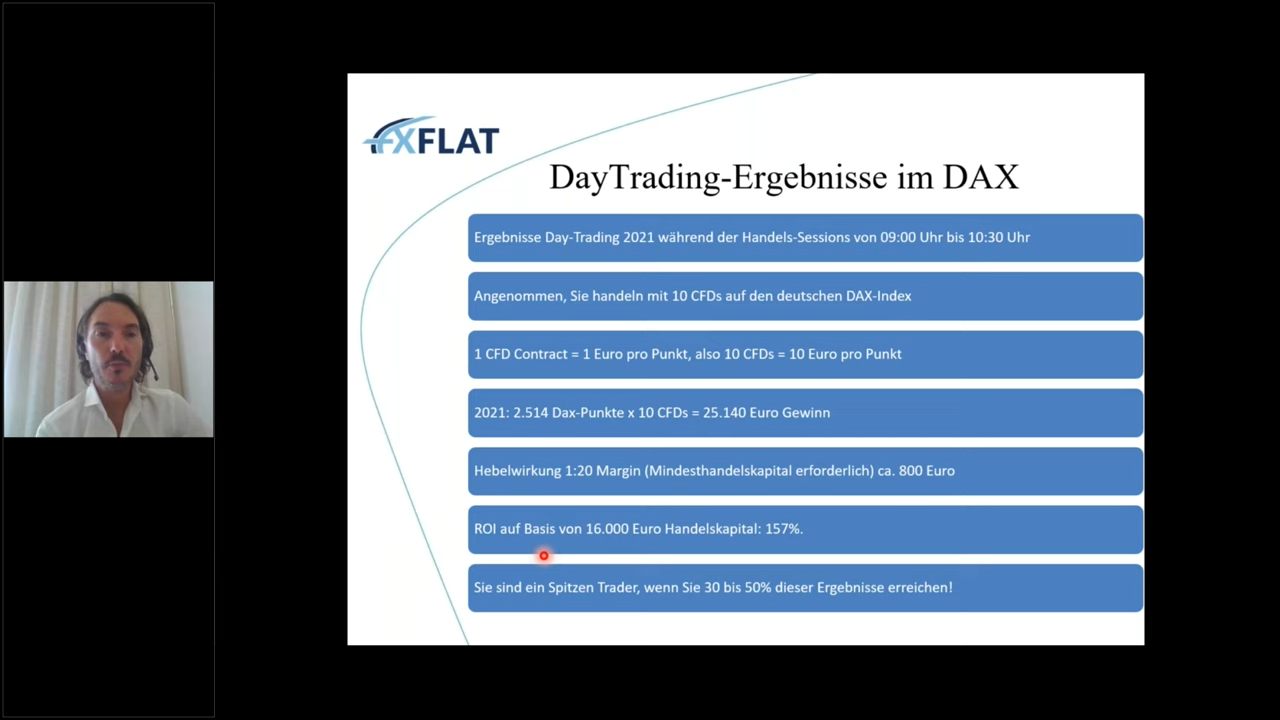 FXFLAT
DayTrading-Ergebnisse im DAX
Ergebnisse Day-Trading 2021 während der Handels-Sessions von 09:00 Uhr bis 10:30 Uhr
Angenommen, Sie handeln mit 10 CFDs auf den deutschen DAX-Index
1 CFD Contract = 1 Euro pro Punkt, also 10 CFDs = 10 Euro pro Punkt
2021: 2.514 Dax-Punkte x 10 CFDs = 25.140 Euro Gewinn
Hebelwirkung 1:20 Margin (Mindesthandelskapital erforderlich) ca. 800 Euro
ROI auf Basis von 16.000 Euro Handelskapital: 157%.
Sie sind ein Spitzen Trader, wenn Sie 30 bis 50% dieser Ergebnisse erreichen!